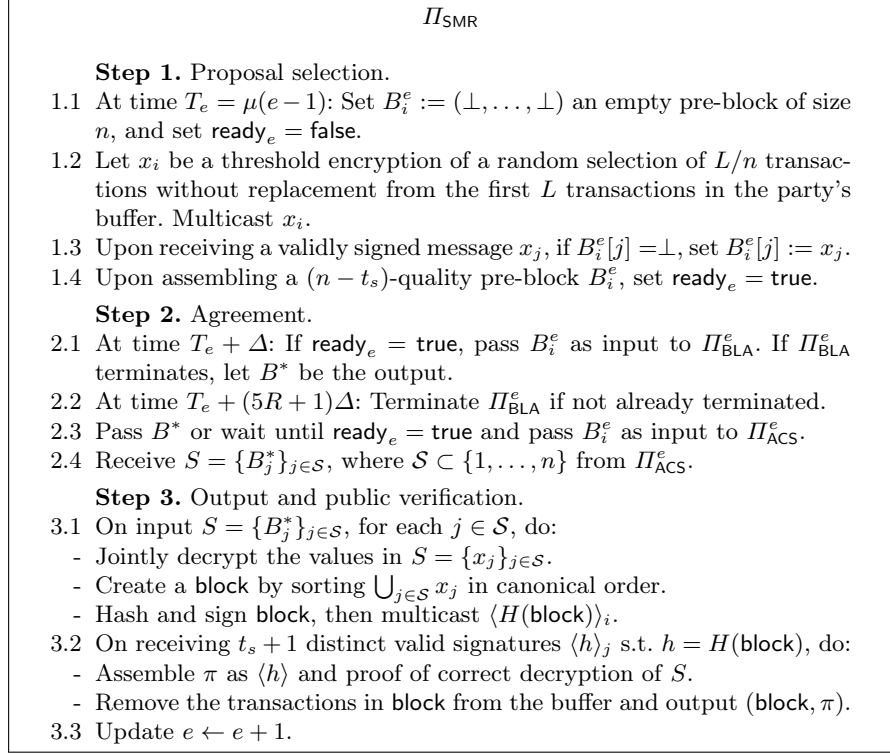 Π_SMR
Step 1. Proposal selection.
1.1 At time T_e = μ(e − 1): Set B_i^e := (⊥, . . . , ⊥) an empty pre-block of size
n, and set ready_e = false.
1.2 Let x_i be a threshold encryption of a random selection of L/n transac-
tions without replacement from the first L transactions in the party's
buffer. Multicast x_i.
1.3 Upon receiving a validly signed message x_j, if B_i^e[j] =⊥, set B_i^e[j] := x_j.
1.4 Upon assembling a (n − t_s)-quality pre-block B_i^e, set ready_e = true.
Step 2. Agreement.
2.1 At time T_e + Δ: If ready_e = true, pass B_i^e as input to Π_BLA^e. If Π_BLA^e
terminates, let B* be the output.
2.2 At time T_e + (5R + 1)Δ: Terminate Π_BLA^e if not already terminated.
2.3 Pass B* or wait until ready_e = true and pass B_i^e as input to Π_ACS^e.
2.4 Receive S = {B_j^*}_{j∈𝒮}, where 𝒮 ⊂ {1, . . . , n} from Π_ACS^e.
Step 3. Output and public verification.
3.1 On input S = {B_j^*}_{j∈𝒮}, for each j ∈ 𝒮, do:
- Jointly decrypt the values in S = {x_j}_{j∈𝒮}.
- Create a block by sorting ⋃_{j∈𝒮} x_j in canonical order.
- Hash and sign block, then multicast ⟨H(block)⟩_i.
3.2 On receiving t_s + 1 distinct valid signatures ⟨h⟩_j s.t. h = H(block), do:
- Assemble π as ⟨h⟩ and proof of correct decryption of S.
- Remove the transactions in block from the buffer and output (block, π).
3.3 Update e ← e + 1.